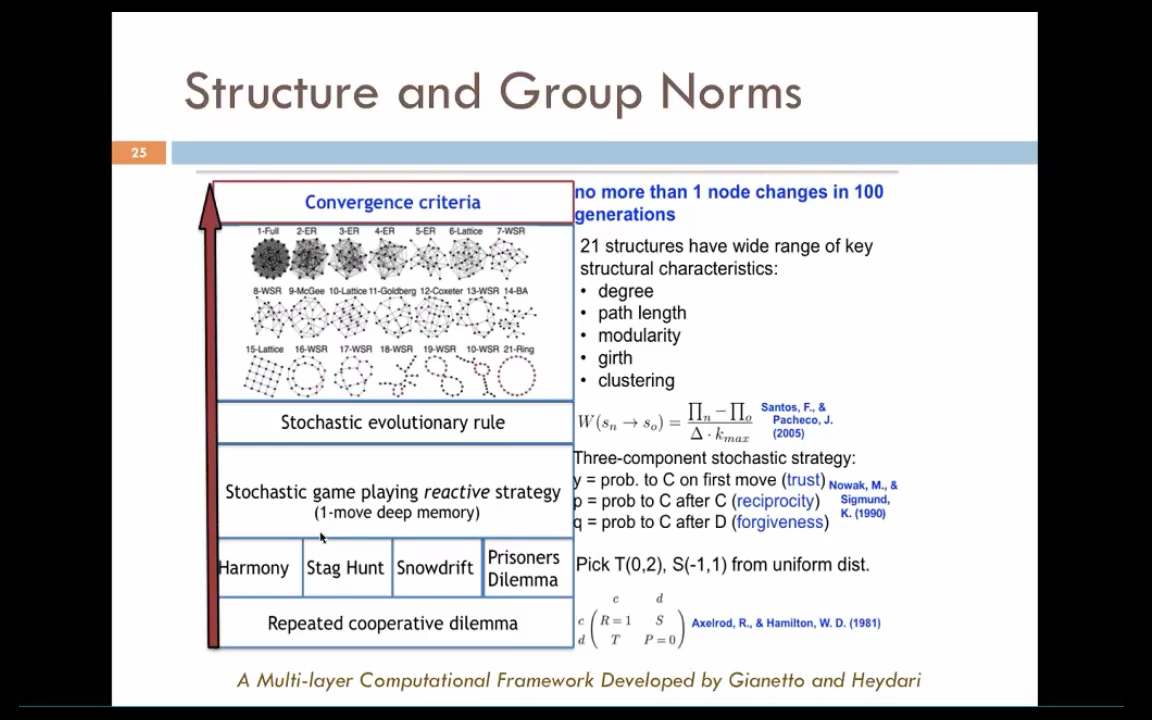 Structure and Group Norms
25
Convergence criteria
no more than 1 node changes in 100
generations
1-Full 2-ER 3-ER 4-ER 5-ER 6-Lattice 7-WSR
8-WSR 9-McGee 10-Lattice 11-Goldberg 12-Coxeter 13-WSR 14-BA
15-Lattice 16-WSR 17-WSR 18-WSR 19-WSR 10-WSR 21-Ring
21 structures have wide range of key
structural characteristics:
• degree
• path length
• modularity
• girth
• clustering
Stochastic evolutionary rule
W(sₙ → sₒ) = (∏ₙ − ∏ₒ) / (Δ · kₘₐₓ)
Santos, F., &
Pacheco, J.
(2005)
Stochastic game playing reactive strategy
(1-move deep memory)
Three-component stochastic strategy:
y = prob. to C on first move (trust)
p = prob to C after C (reciprocity)
q = prob to C after D (forgiveness)
Nowak, M., &
Sigmund,
K. (1990)
Harmony
Stag Hunt
Snowdrift
Prisoners
Dilemma
Pick T(0,2), S(-1,1) from uniform dist.
Repeated cooperative dilemma
c d
c R = 1 S
d T P = 0
Axelrod, R., & Hamilton, W. D. (1981)
A Multi-layer Computational Framework Developed by Gianetto and Heydari